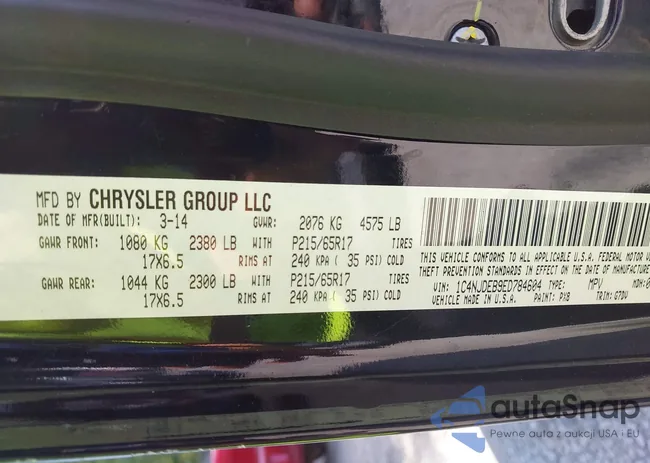 MFD BY CHRYSLER GROUP LLC
DATE OF MFR(BUILT): 3-14 GVWR: 2076 KG 4575 LB
GAWR FRONT: 1080 KG 2380 LB WITH P215/65R17 TIRES
17X6.5 RIMS AT 240 KPA ( 35 PSI) COLD
GAWR REAR: 1044 KG 2300 LB WITH P215/65R17 TIRES
17X6.5 RIMS AT 240 KPA ( 35 PSI) COLD
THIS VEHICLE CONFORMS TO ALL APPLICABLE U.S.A. FEDERAL MOTOR
THEFT PREVENTION STANDARDS IN EFFECT ON THE DATE OF MANUFACTURE
VIN: 1C4NJDEB9ED784604 TYPE: MPV MDH:
VEHICLE MADE IN U.S.A. PAINT: PX8 TRIM: G7DV
autoSnap
Pewne auta z aukcji USA i EU